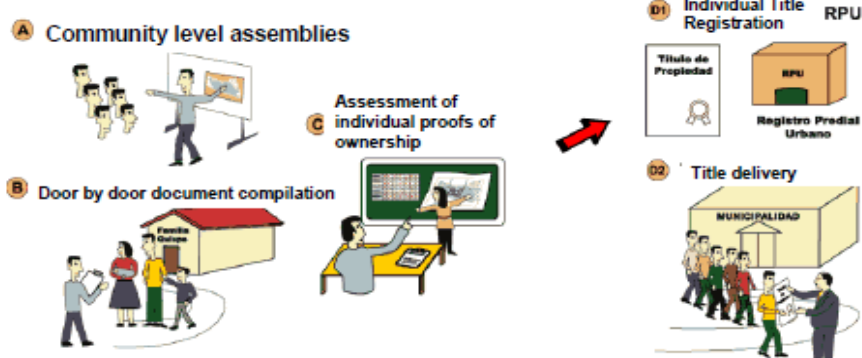 A Community level assemblies
B Door by door document compilation
Familia
Quispe
C Assessment of
individual proofs of
ownership
D1 Individual Title
Registration
RPU
Título de
Propiedad
RPU
Registro Predial
Urbano
D2 Title delivery
MUNICIPALIDAD